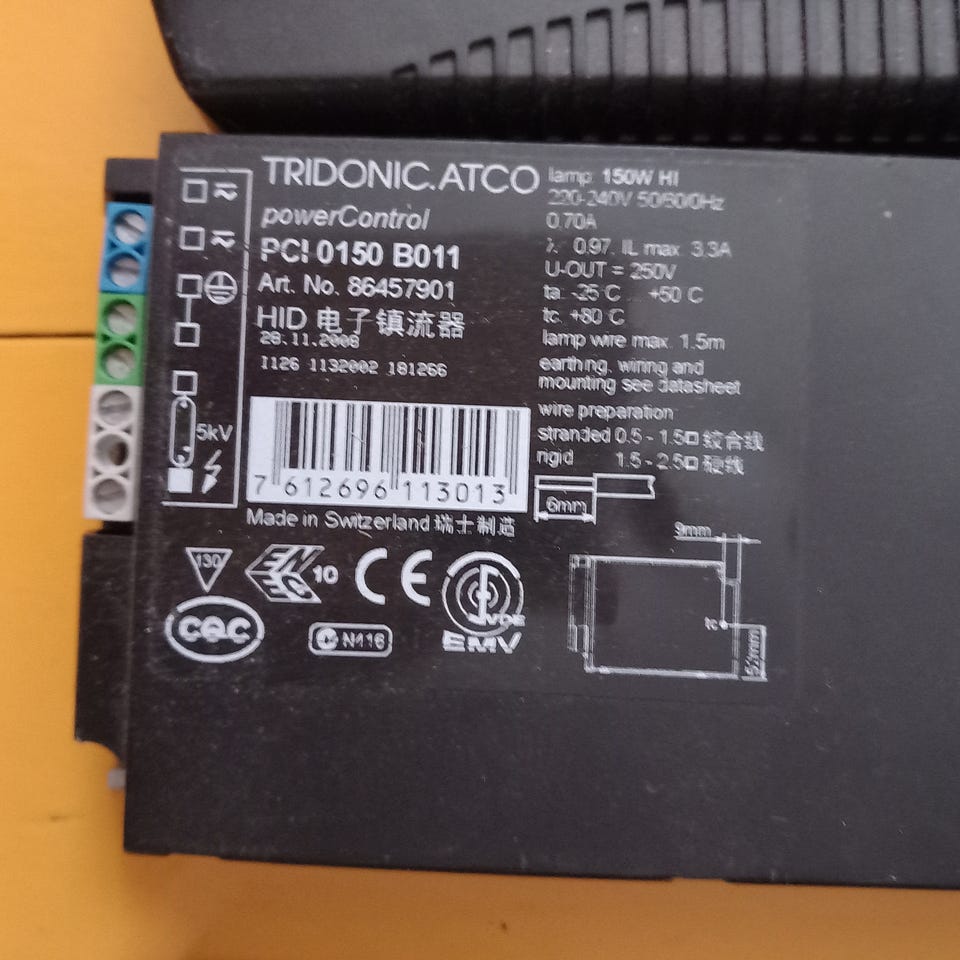 TRIDONIC.ATCO
powerControl
PCI 0150 B011
Art. No. 86457901
HID 电子镇流器
28.11.2008
1126 1132002 181266
5kV
7 612696 113013
Made in Switzerland 瑞士制造
130
10
CE
VDE
EMV
CQC
N416
lamp: 150W HI
220-240V 50/60/0Hz
0,70A
λ: 0.97, IL max. 3.3A
U-OUT = 250V
ta: -25°C... +50°C
tc: +80°C
lamp wire max. 1.5m
earthing, wiring and
mounting see datasheet
wire preparation:
stranded 0.5 - 1.5□ 绞合线
rigid 1.5 - 2.5□ 硬线
6mm
9mm
tc